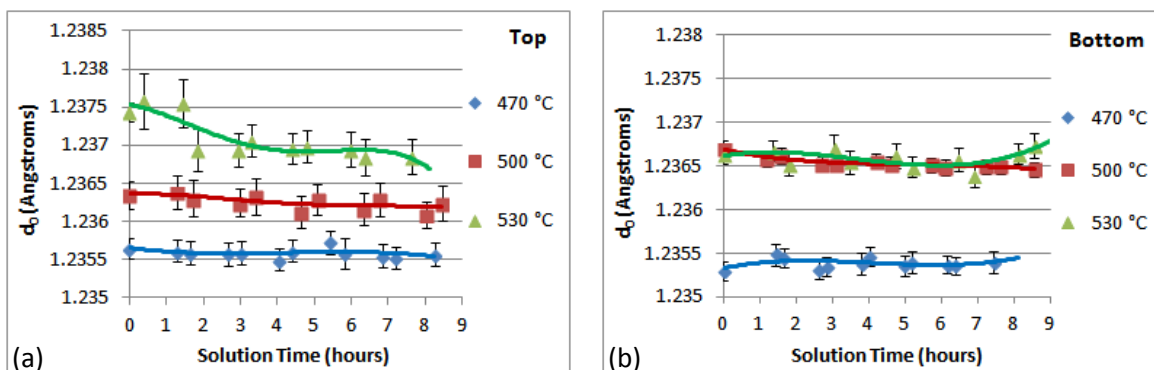 Top
1.2385
1.238
1.2375
1.237
1.2365
1.236
1.2355
1.235
d₀ (Angstroms)
0 1 2 3 4 5 6 7 8 9
Solution Time (hours)
470 °C
500 °C
530 °C
(a)
Bottom
1.238
1.2375
1.237
1.2365
1.236
1.2355
1.235
d₀ (Angstroms)
0 1 2 3 4 5 6 7 8 9
Solution Time (hours)
470 °C
500 °C
530 °C
(b)